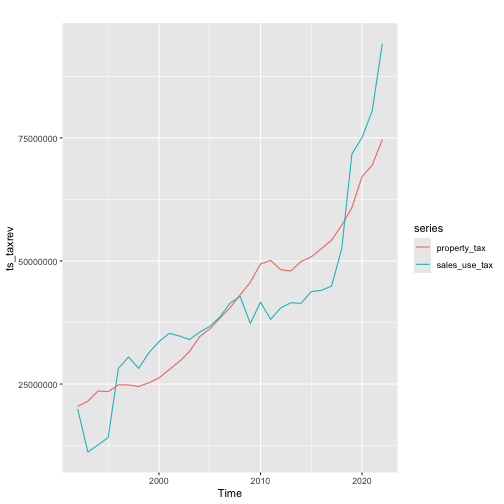 ts_taxrev
75000000
50000000
25000000
2000
2010
2020
Time
series
property_tax
sales_use_tax